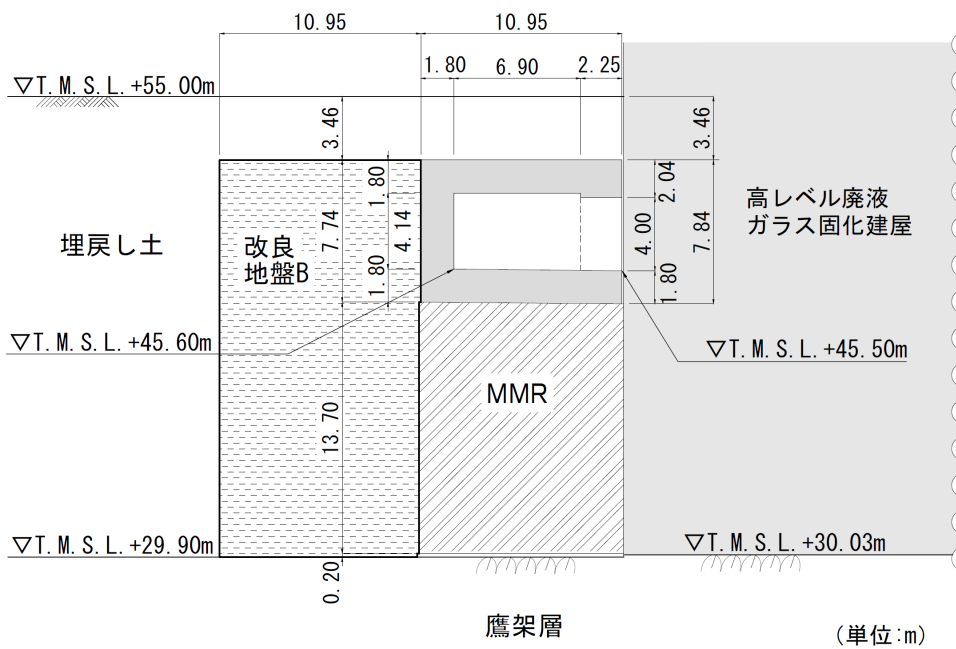 10.95
10.95
1.80
6.90
2.25
▽T.M.S.L.+55.00m
3.46
3.46
1.80
2.04
埋戻し土
改良
地盤B
7.74
4.14
4.00
7.84
高レベル廃液
ガラス固化建屋
1.80
1.80
▽T.M.S.L.+45.60m
▽T.M.S.L.+45.50m
MMR
13.70
▽T.M.S.L.+29.90m
▽T.M.S.L.+30.03m
0.20
鷹架層
(単位:m)